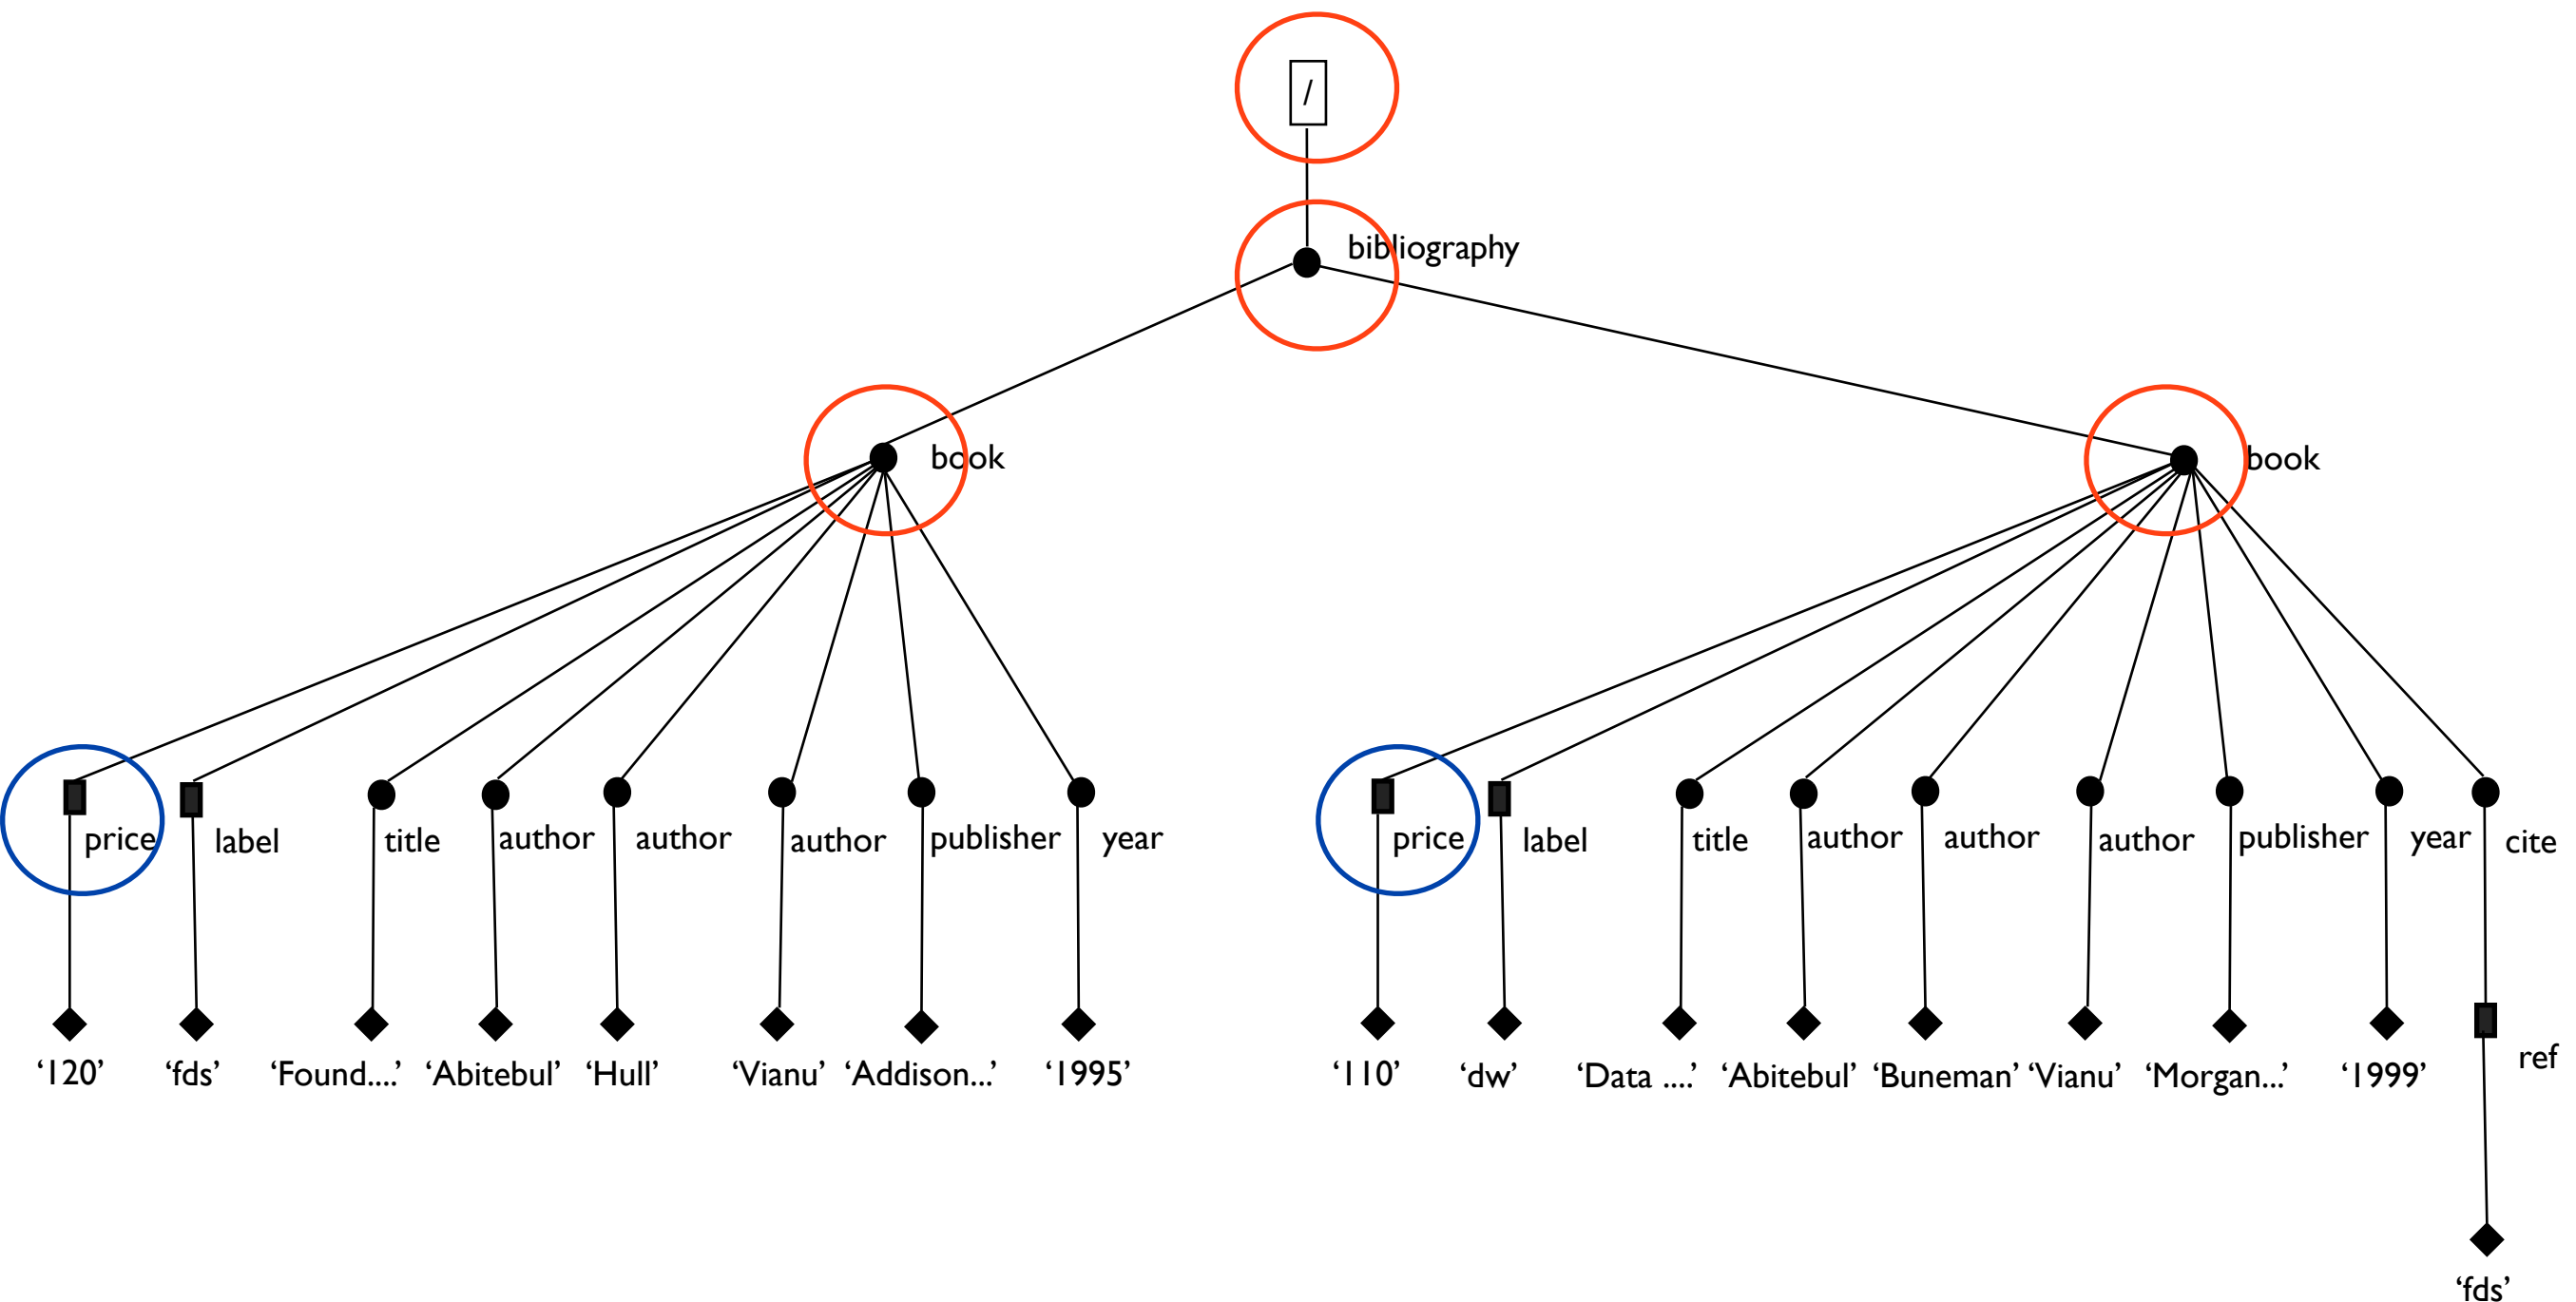 /
bibliography
book
book
price
label
title
author
author
author
publisher
year
price
label
title
author
author
author
publisher
year
cite
‘120’
‘fds’
‘Found....’
‘Abitebul’
‘Hull’
‘Vianu’
‘Addison...’
‘1995’
‘110’
‘dw’
‘Data ....’
‘Abitebul’
‘Buneman’
‘Vianu’
‘Morgan...’
‘1999’
ref
‘fds’